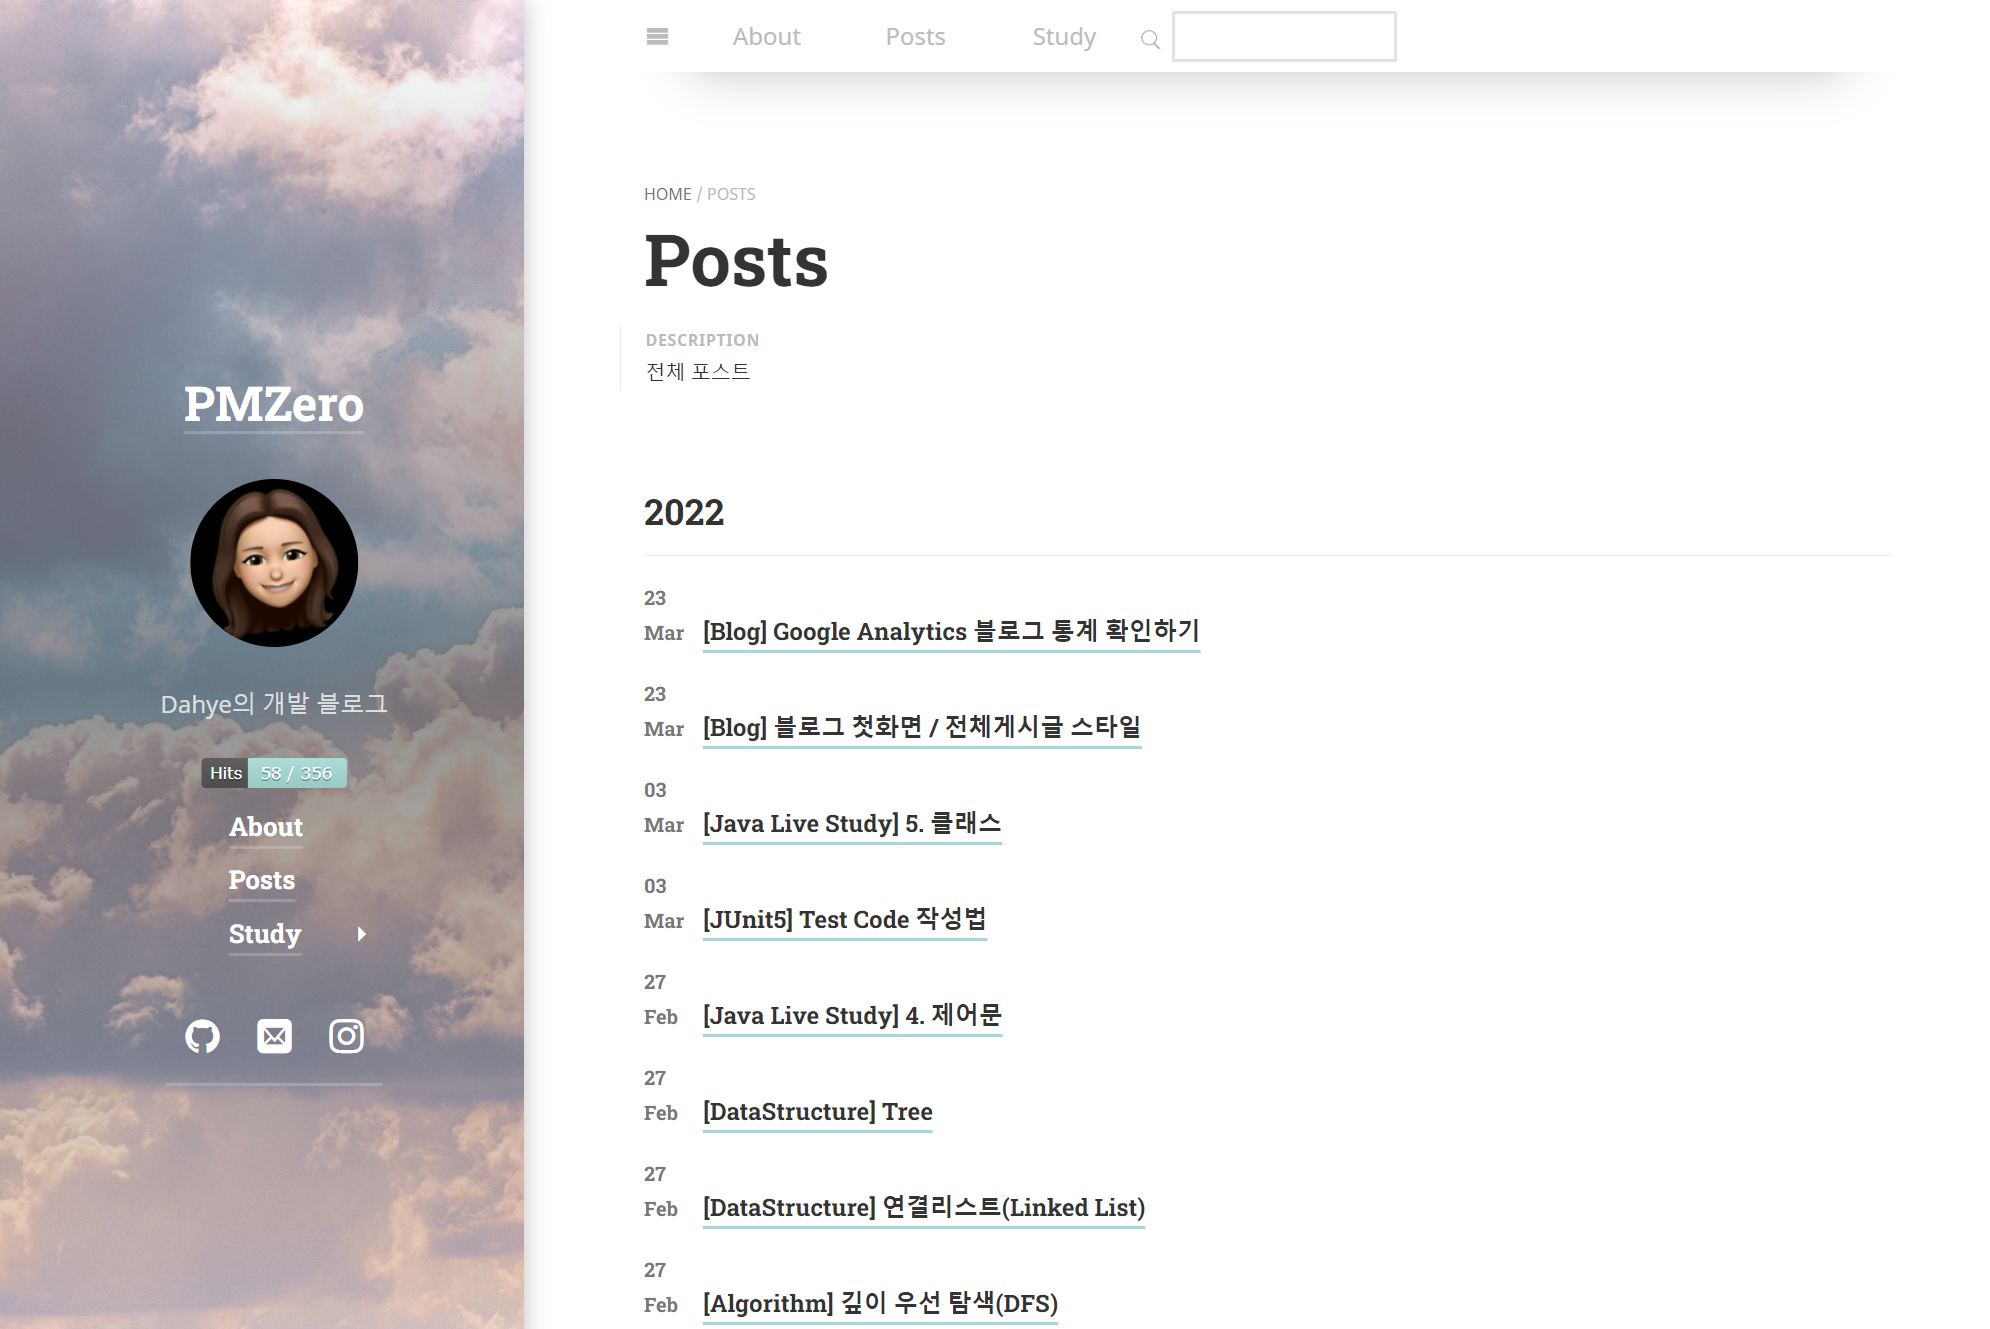 PMZero
Dahye의 개발 블로그
Hits 58 / 356
About
Posts
Study
About Posts Study
HOME / POSTS
Posts
DESCRIPTION
전체 포스트
2022
23
Mar [Blog] Google Analytics 블로그 통계 확인하기
23
Mar [Blog] 블로그 첫화면 / 전체게시글 스타일
03
Mar [Java Live Study] 5. 클래스
03
Mar [JUnit5] Test Code 작성법
27
Feb [Java Live Study] 4. 제어문
27
Feb [DataStructure] Tree
27
Feb [DataStructure] 연결리스트(Linked List)
27
Feb [Algorithm] 깊이 우선 탐색(DFS)